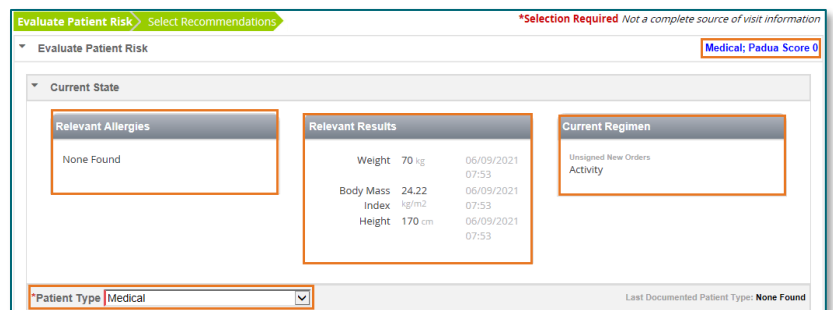 Evaluate Patient Risk Select Recommendations *Selection Required Not a complete source of visit information
Evaluate Patient Risk Medical; Padua Score 0
Current State
Relevant Allergies
None Found
Relevant Results
Weight 70 kg 06/09/2021
07:53
Body Mass 24.22 06/09/2021
Index kg/m2 07:53
Height 170 cm 06/09/2021
07:53
Current Regimen
Unsigned New Orders
Activity
*Patient Type Medical Last Documented Patient Type: None Found